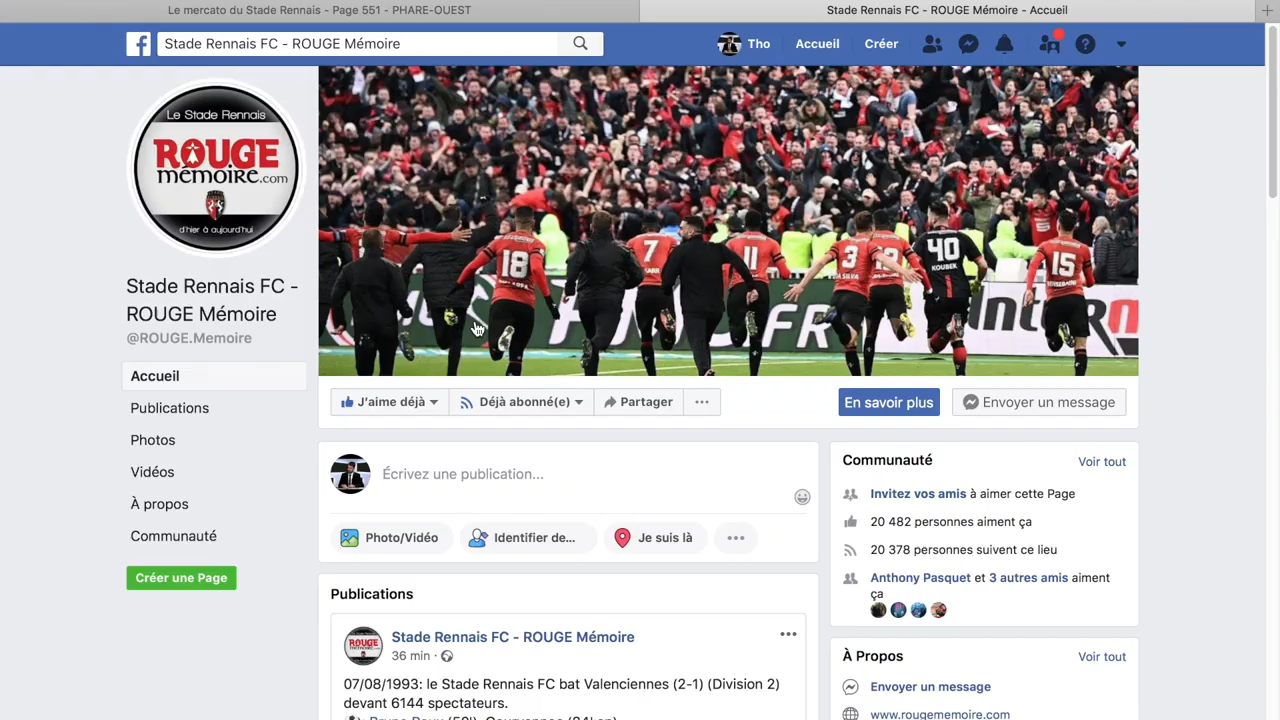 Le mercato du Stade Rennais - Page 551 - PHARE-OUEST
Stade Rennais FC - ROUGE Mémoire - Accueil
Stade Rennais FC - ROUGE Mémoire
Tho
Accueil
Créer
Le Stade Rennais
ROUGE
mémoire.com
d'hier à aujourd'hui
18
7
11
3
DA SILVA
40
KOUBEK
15
Stade Rennais FC -
ROUGE Mémoire
@ROUGE.Memoire
Accueil
Publications
Photos
Vidéos
À propos
Communauté
Créer une Page
J'aime déjà
Déjà abonné(e)
Partager
En savoir plus
Envoyer un message
Écrivez une publication...
Photo/Vidéo
Identifier de...
Je suis là
Publications
Stade Rennais FC - ROUGE Mémoire
36 min
07/08/1993: le Stade Rennais FC bat Valenciennes (2-1) (Division 2)
devant 6144 spectateurs.
Communauté
Voir tout
Invitez vos amis à aimer cette Page
20 482 personnes aiment ça
20 378 personnes suivent ce lieu
Anthony Pasquet et 3 autres amis aiment
ça
À Propos
Voir tout
Envoyer un message
www.rougememoire.com